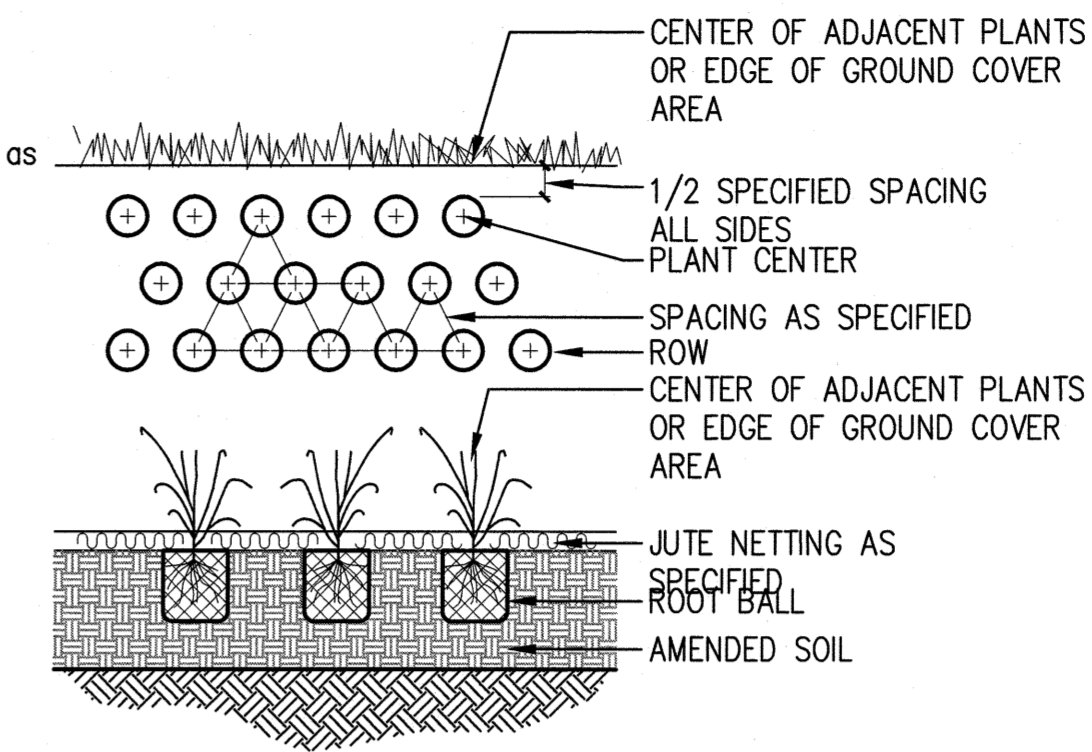 CENTER OF ADJACENT PLANTS
OR EDGE OF GROUND COVER
AREA
as
1/2 SPECIFIED SPACING
ALL SIDES
PLANT CENTER
SPACING AS SPECIFIED
ROW
CENTER OF ADJACENT PLANTS
OR EDGE OF GROUND COVER
AREA
JUTE NETTING AS
SPECIFIED
ROOT BALL
AMENDED SOIL